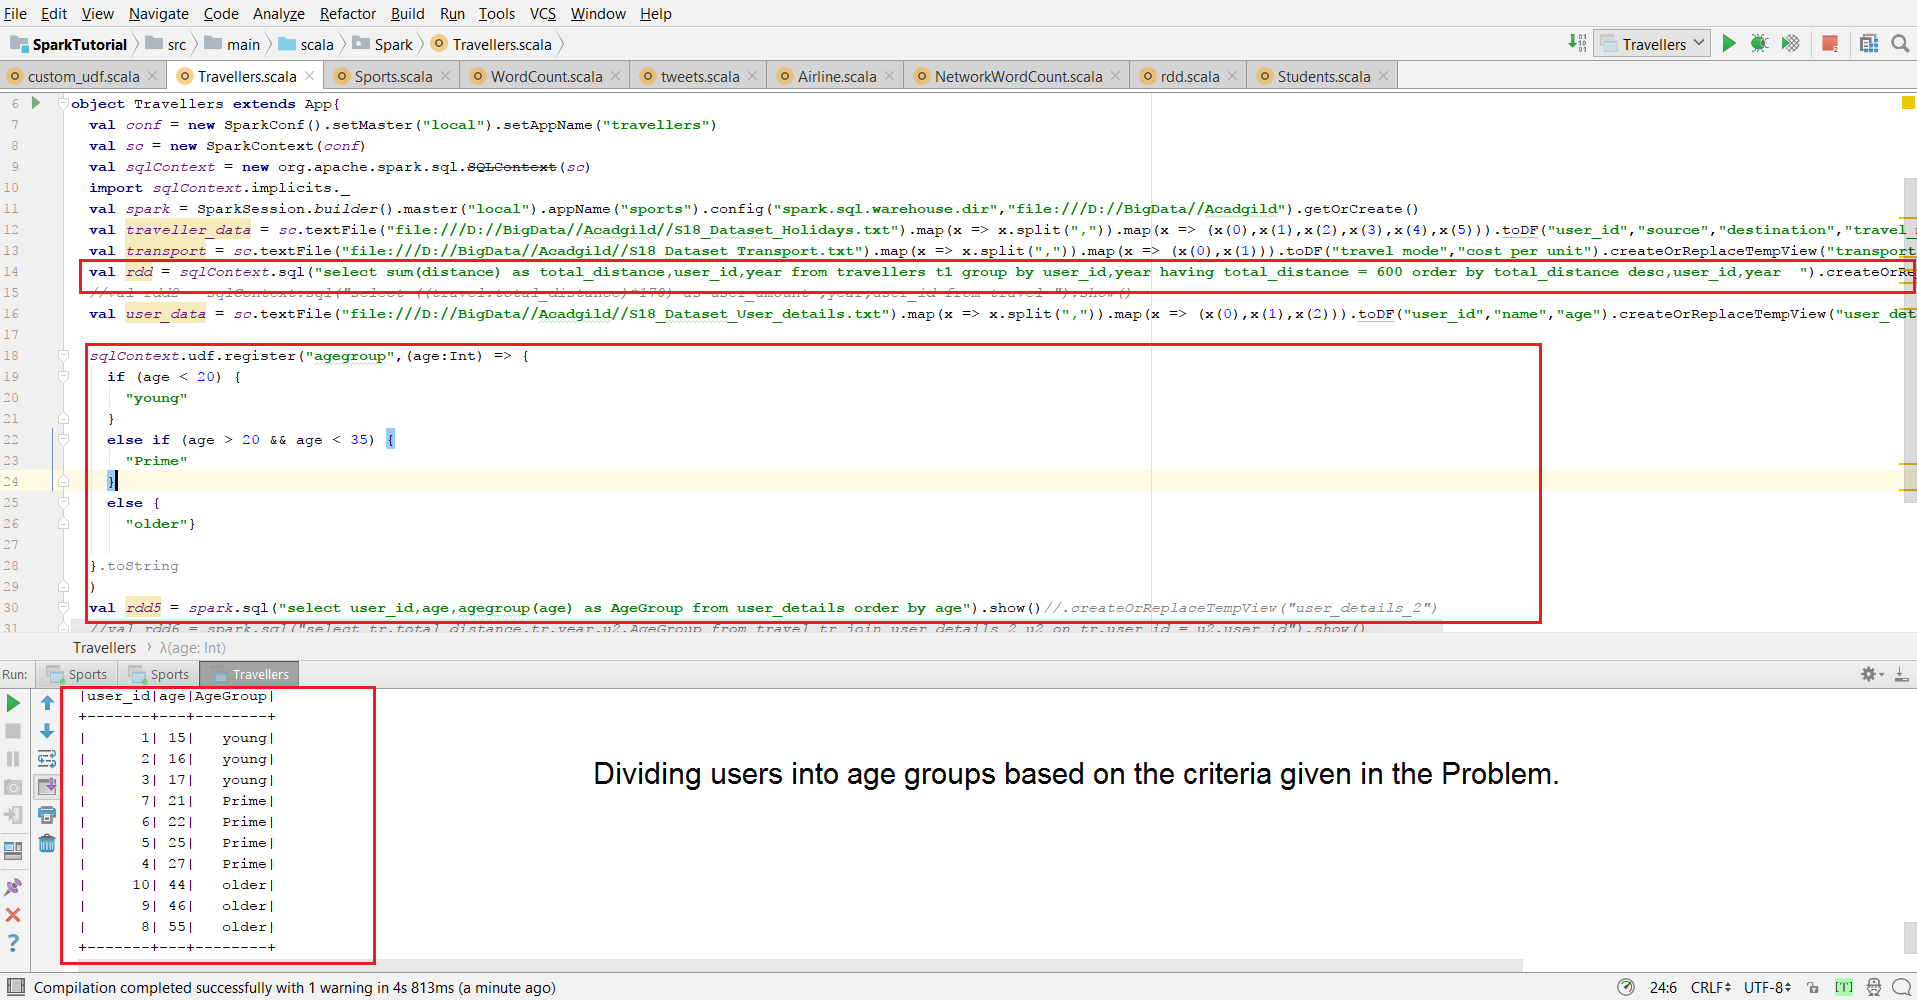 File Edit View Navigate Code Analyze Refactor Build Run Tools VCS Window Help
SparkTutorial src main scala Spark Travellers.scala Travellers
custom_udf.scala Travellers.scala Sports.scala WordCount.scala tweets.scala Airline.scala NetworkWordCount.scala rdd.scala Students.scala
6 object Travellers extends App{
7 val conf = new SparkConf().setMaster("local").setAppName("travellers")
8 val sc = new SparkContext(conf)
9 val sqlContext = new org.apache.spark.sql.SQLContext(sc)
10 import sqlContext.implicits._
11 val spark = SparkSession.builder().master("local").appName("sports").config("spark.sql.warehouse.dir","file:///D://BigData//Acadgild").getOrCreate()
12 val traveller_data = sc.textFile("file:///D://BigData//Acadgild//S18_Dataset_Holidays.txt").map(x => x.split(",")).map(x => (x(0),x(1),x(2),x(3),x(4),x(5))).toDF("user_id","source","destination","travel_
13 val transport = sc.textFile("file:///D://BigData//Acadgild//S18 Dataset Transport.txt").map(x => x.split(",")).map(x => (x(0),x(1))).toDF("travel mode","cost per unit").createOrReplaceTempView("transport
14 val rdd = sqlContext.sql("select sum(distance) as total_distance,user_id,year from travellers t1 group by user_id,year having total_distance = 600 order by total_distance desc,user_id,year ").createOrRe
15 //val rdd2 = sqlContext.sql("select ((travel.total_distance)*170) as user_amount ,year,user_id from travel ").show()
16 val user_data = sc.textFile("file:///D://BigData//Acadgild//S18_Dataset_User_details.txt").map(x => x.split(",")).map(x => (x(0),x(1),x(2))).toDF("user_id","name","age").createOrReplaceTempView("user_det
17
18 sqlContext.udf.register("agegroup",(age:Int) => {
19 if (age < 20) {
20 "young"
21 }
22 else if (age > 20 && age < 35) {
23 "Prime"
24 }
25 else {
26 "older"}
27
28 }.toString
29 )
30 val rdd5 = spark.sql("select user_id,age,agegroup(age) as AgeGroup from user_details order by age").show()//.createOrReplaceTempView("user_details_2")
31 //val rdd6 = spark.sql("select tr.total_distance,tr.year,u2.AgeGroup from travel tr join user_details_2 u2 on tr.user_id = u2.user_id").show()
Travellers λ(age: Int)
Run: Sports Sports Travellers
|user_id|age|AgeGroup|
+-------+---+--------+
| 1| 15| young|
| 2| 16| young|
| 3| 17| young|
| 7| 21| Prime|
| 6| 22| Prime|
| 5| 25| Prime|
| 4| 27| Prime|
| 10| 44| older|
| 9| 46| older|
| 8| 55| older|
+-------+---+--------+
Dividing users into age groups based on the criteria given in the Problem.
Compilation completed successfully with 1 warning in 4s 813ms (a minute ago) 24:6 CRLF UTF-8 [T]